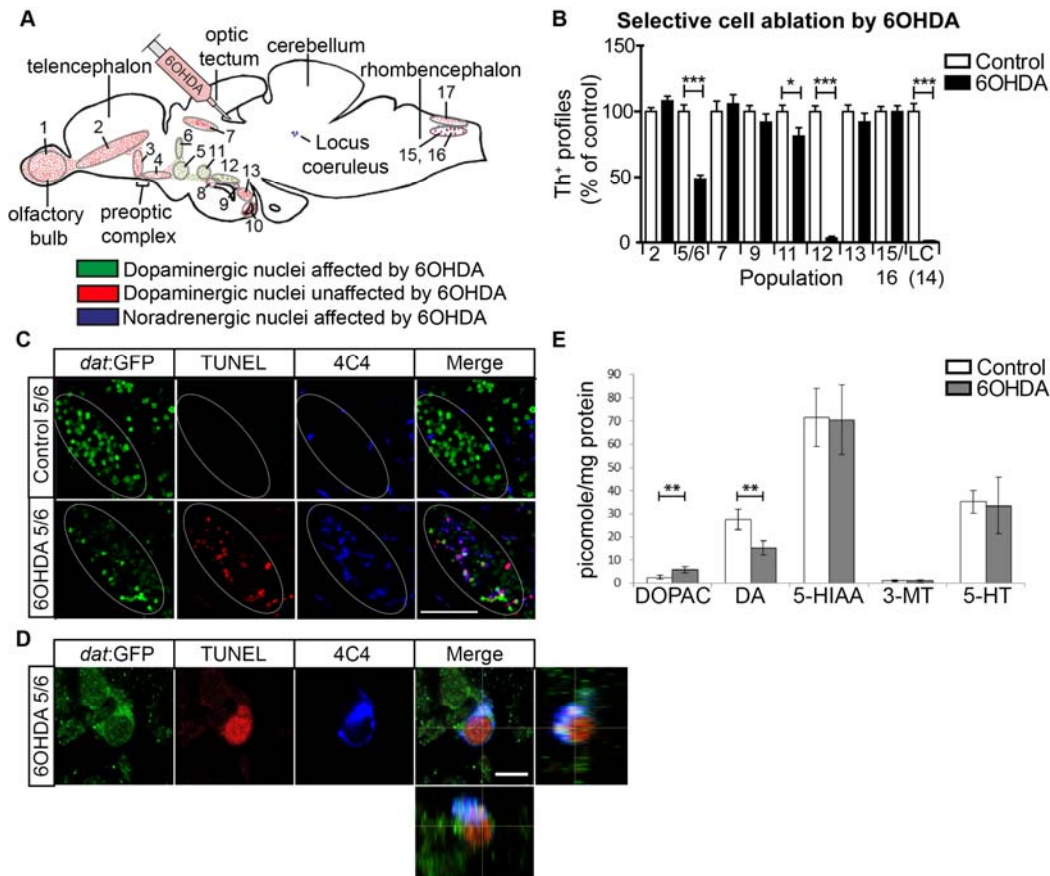 A
telencephalon
6OHDA
optic
tectum
cerebellum
rhombencephalon
1
2
3
4
5
6
7
8
9
10
11
12
13
15, 16
17
Locus
coeruleus
olfactory
bulb
preoptic
complex
Dopaminergic nuclei affected by 6OHDA
Dopaminergic nuclei unaffected by 6OHDA
Noradrenergic nuclei affected by 6OHDA
B
Selective cell ablation by 6OHDA
Control
6OHDA
Th⁺ profiles
(% of control)
150
100
50
0
*** * *** ***
2 5/6 7 9 11 12 13 15/ LC
16 (14)
Population
C
dat:GFP TUNEL 4C4 Merge
Control 5/6
6OHDA 5/6
D
dat:GFP TUNEL 4C4 Merge
6OHDA 5/6
E
Control
6OHDA
picomole/mg protein
90
80
70
60
50
40
30
20
10
0
** **
DOPAC DA 5-HIAA 3-MT 5-HT